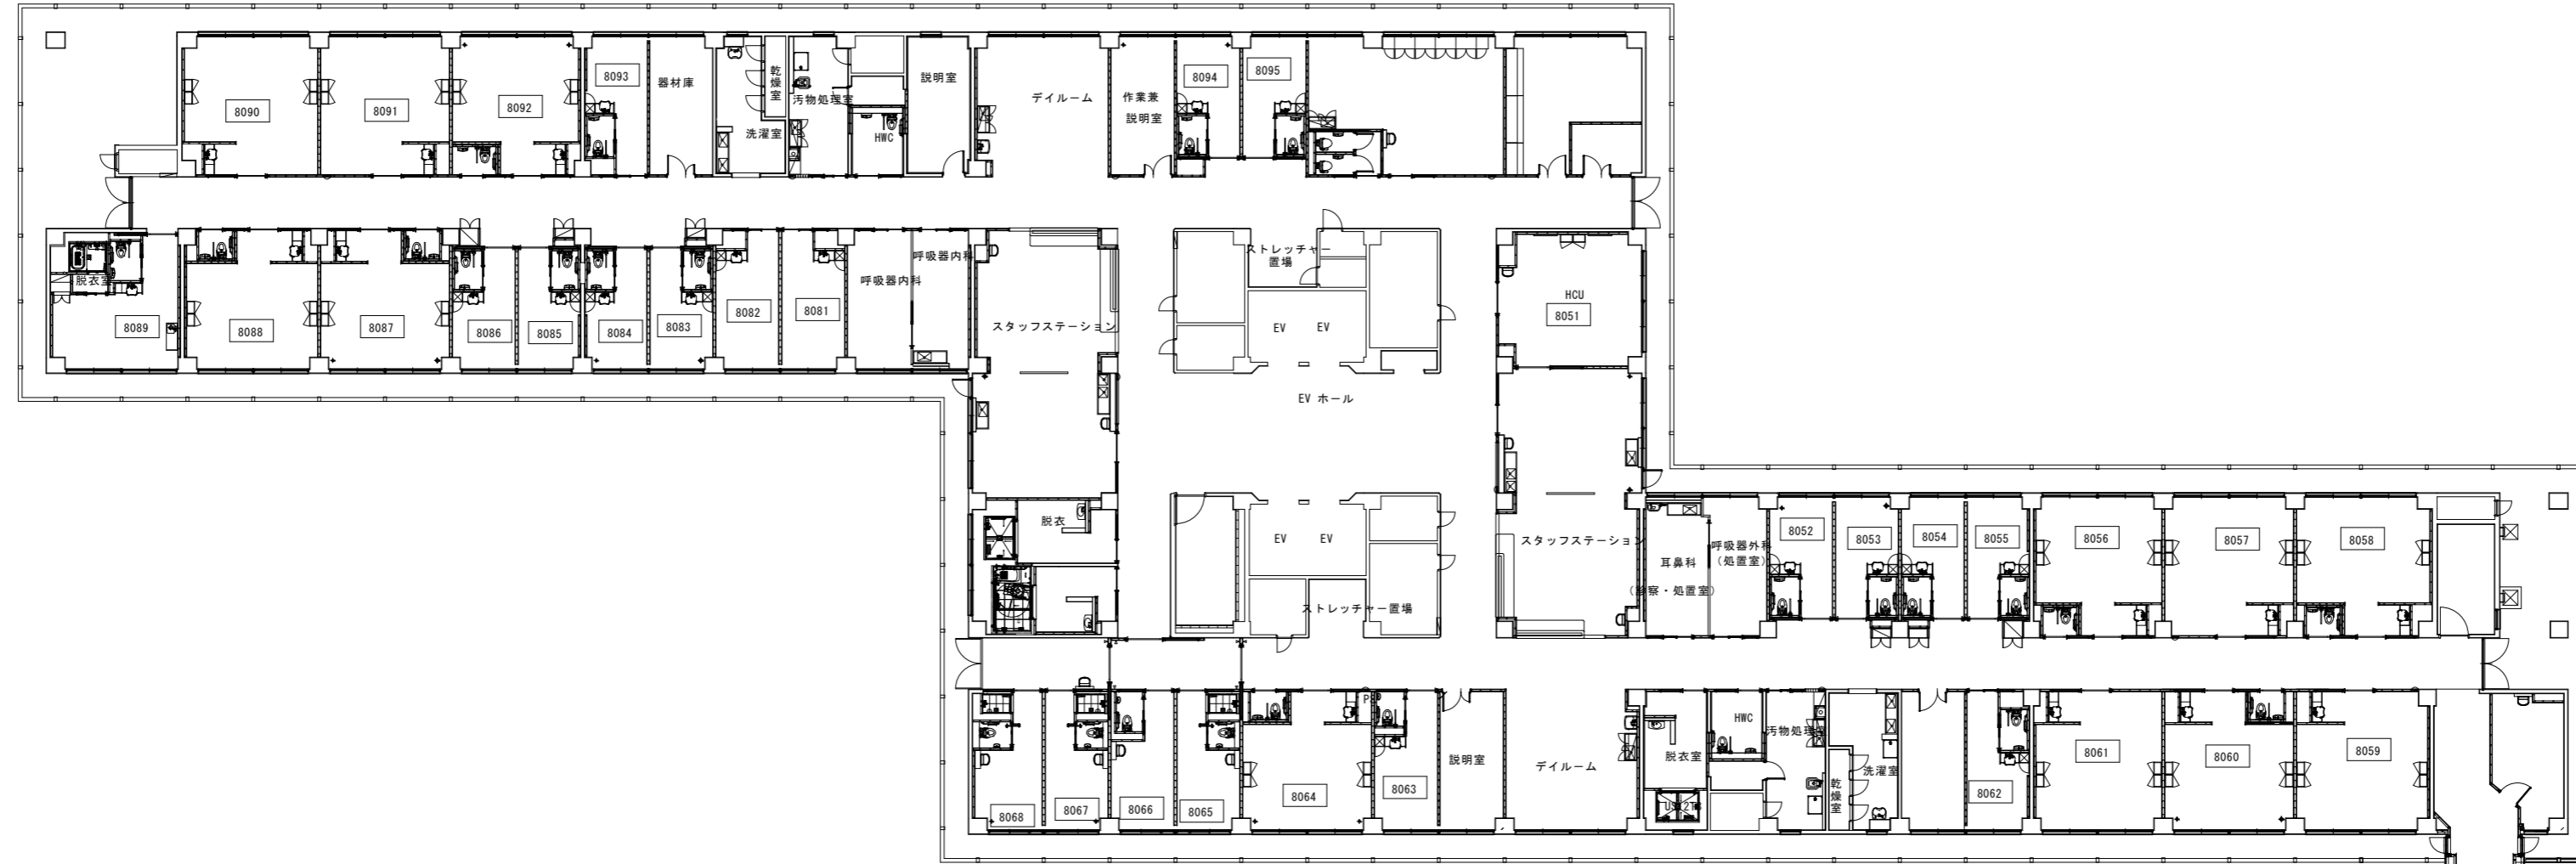 8090
8091
8092
8093
器材庫
乾燥室
洗濯室
汚物処理室
HWC
説明室
デイルーム
作業兼
説明室
8094
8095
脱衣室
8089
8088
8087
8086
8085
8084
8083
8082
8081
呼吸器内科
呼吸器内科
スタッフステーション
ストレッチャー
置場
EV
EV
EV ホール
HCU
8051
脱衣
EV
EV
ストレッチャー置場
スタッフステーション
耳鼻科
(診察・処置室)
呼吸器外科
(処置室)
8052
8053
8054
8055
8056
8057
8058
8068
8067
8066
8065
8064
8063
説明室
デイルーム
脱衣室
HWC
汚物処理室
乾燥室
洗濯室
8062
8061
8060
8059